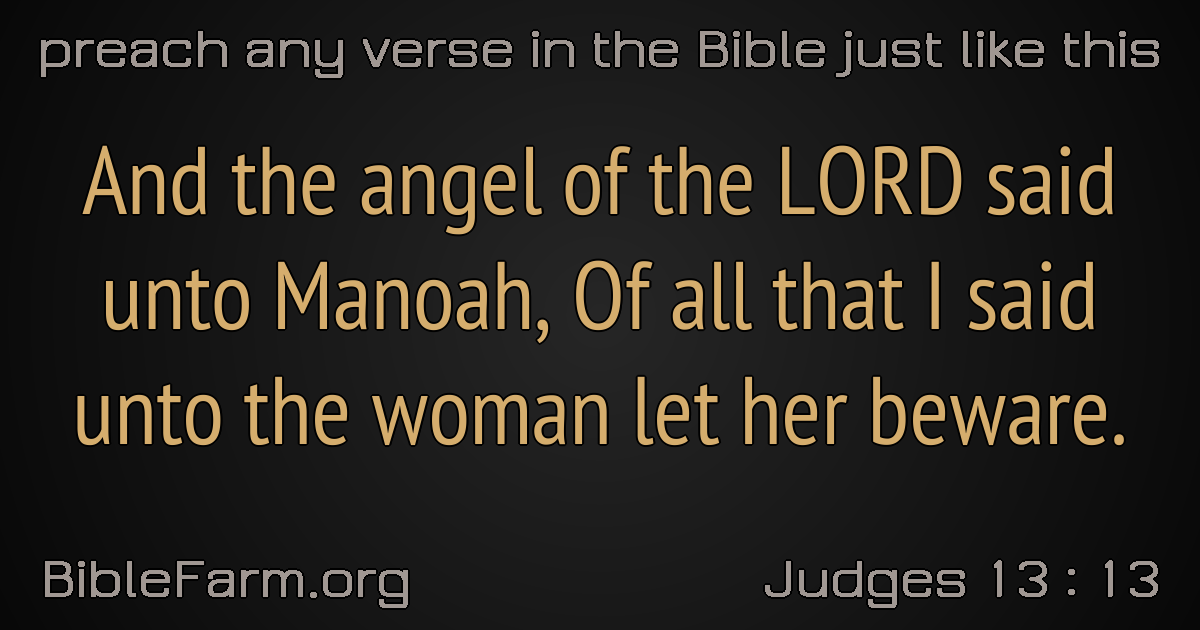 preach any verse in the Bible just like this
And the angel of the LORD said
unto Manoah, Of all that I said
unto the woman let her beware.
BibleFarm.org
Judges 13 : 13